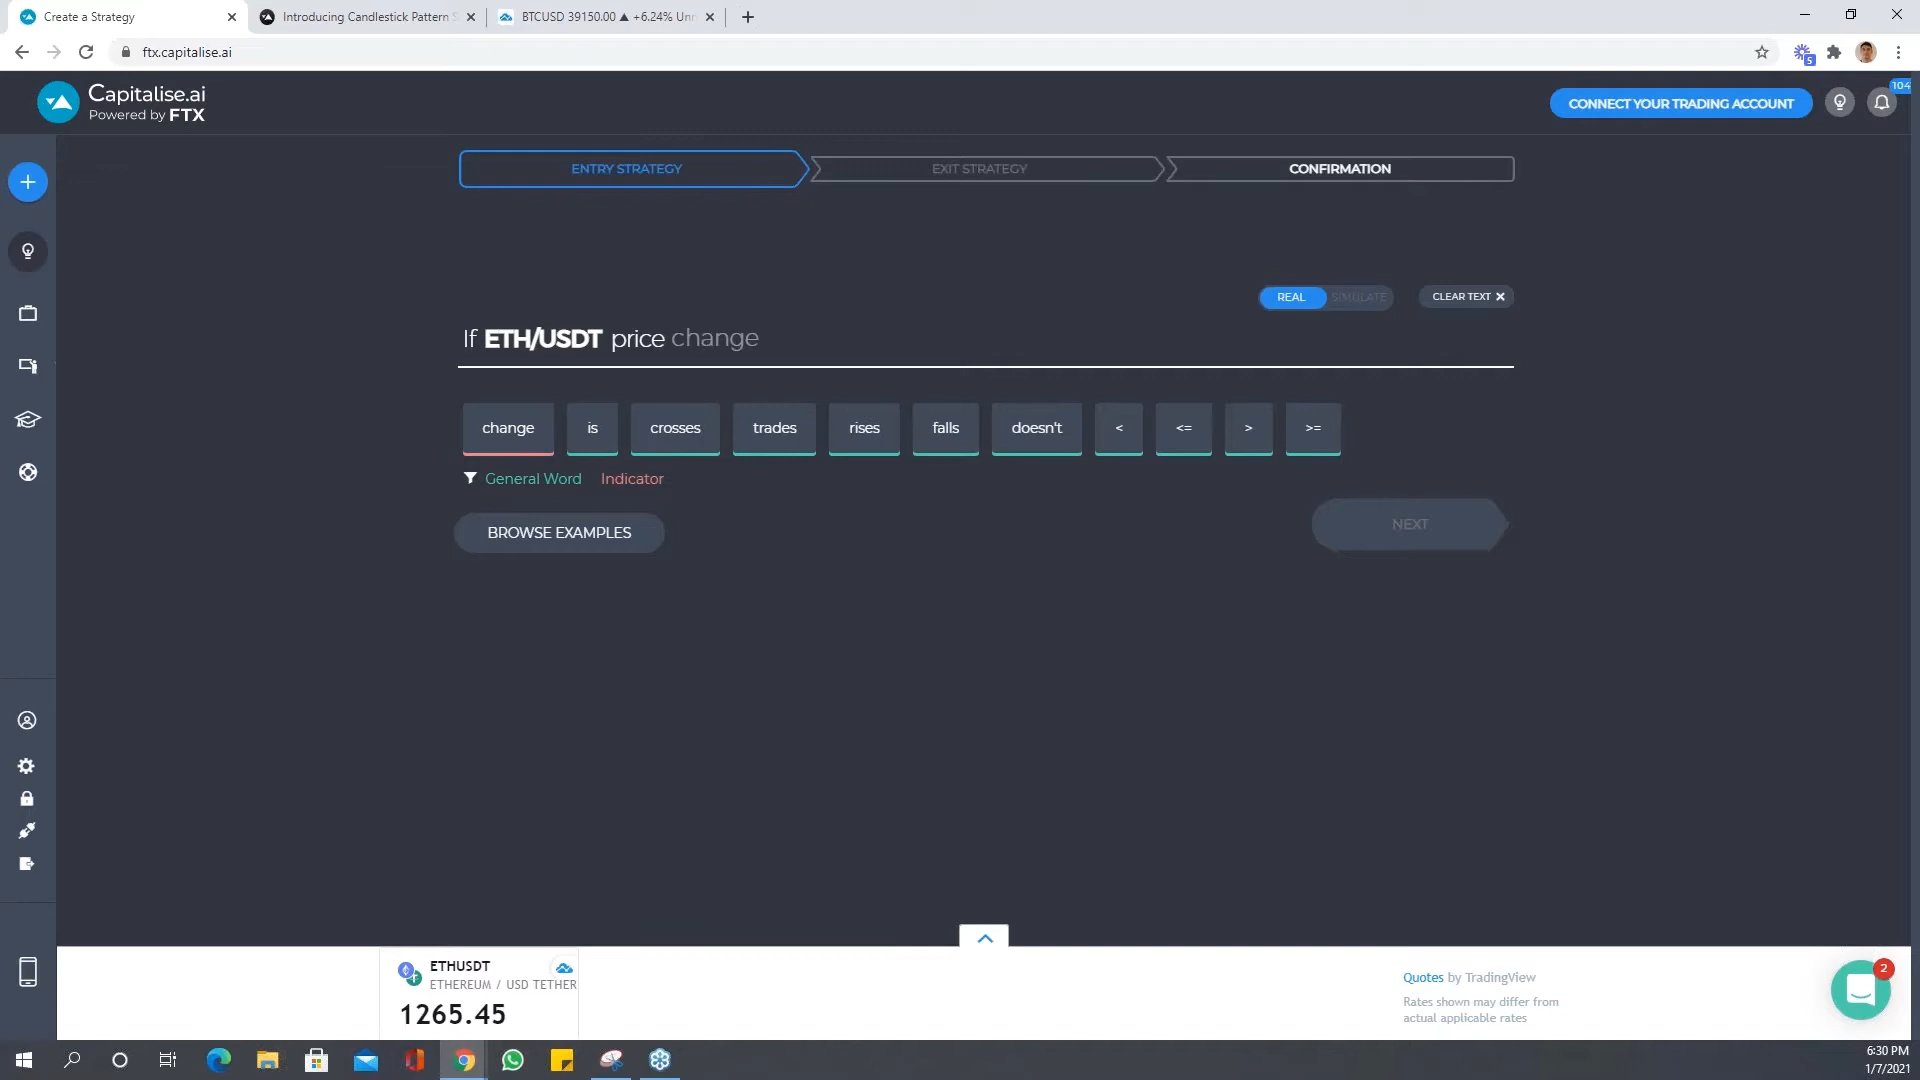 Create a Strategy
Introducing Candlestick Pattern
BTCUSD 39150.00 ▲ +6.24%
ftx.capitalise.ai
5
Capitalise.ai
Powered by FTX
CONNECT YOUR TRADING ACCOUNT
104
ENTRY STRATEGY
EXIT STRATEGY
CONFIRMATION
REAL
SIMULATE
CLEAR TEXT
If ETH/USDT price change
change
is
crosses
trades
rises
falls
doesn't
<
<=
>
>=
General Word
Indicator
BROWSE EXAMPLES
NEXT
ETHUSDT
ETHEREUM / USD TETHER
1265.45
Quotes by TradingView
Rates shown may differ from
actual applicable rates
2
6:30 PM
1/7/2021